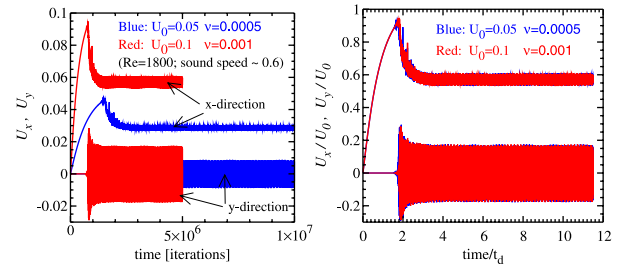 Blue: U0=0.05 ν=0.0005
Red: U0=0.1 ν=0.001
(Re=1800; sound speed ~ 0.6)
x-direction
y-direction
0.1
0.08
0.06
0.04
0.02
0
-0.02
Ux, Uy
0 5×10^6 1×10^7
time [iterations]
Blue: U0=0.05 ν=0.0005
Red: U0=0.1 ν=0.001
1
0.8
0.6
0.4
0.2
0
-0.2
Ux/U0, Uy/U0
0 2 4 6 8 10 12
time/td